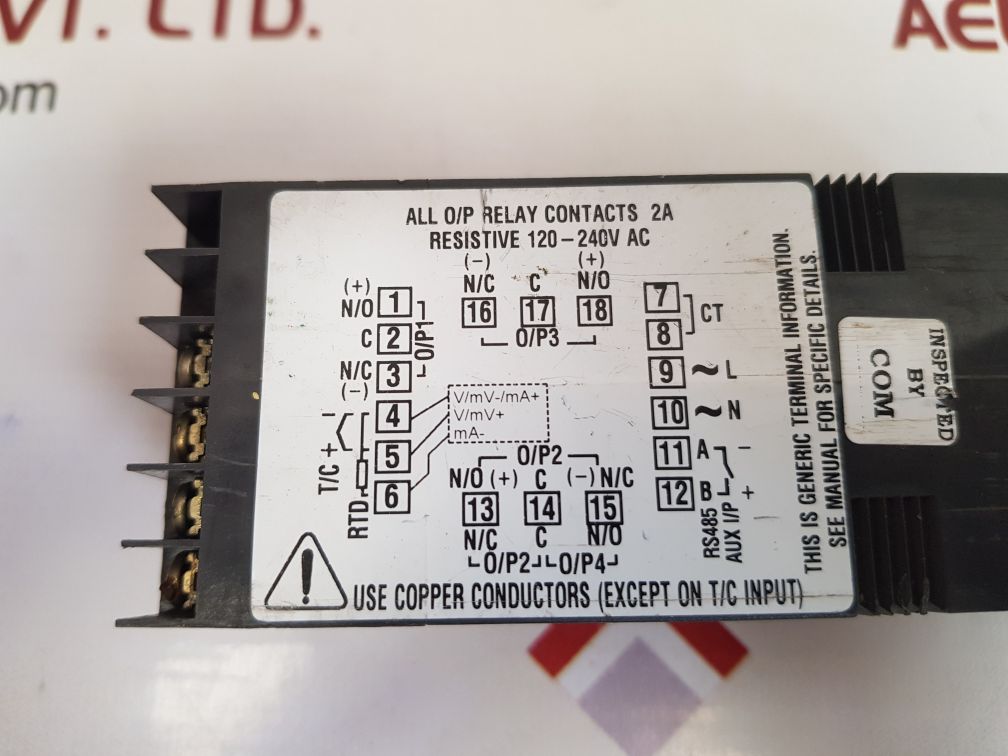 VT. LTD.
om
AE
ALL O/P RELAY CONTACTS 2A
RESISTIVE 120-240V AC
(+)
N/O 1
C 2
N/C 3
(-)
O/P1
(-) (+)
N/C C N/O
16 17 18
O/P3
7
8
CT
9 ~ L
10 ~ N
11 A -
12 B +
RS485
AUX I/P
4
5
6
- T/C +
RTD
V/mV-/mA+
V/mV+
mA-
O/P2
N/O (+) C (-) N/C
13 14 15
N/C C N/O
O/P2 O/P4
! USE COPPER CONDUCTORS (EXCEPT ON T/C INPUT)
THIS IS GENERIC TERMINAL INFORMATION.
SEE MANUAL FOR SPECIFIC DETAILS.
INSPECTED
BY
COM